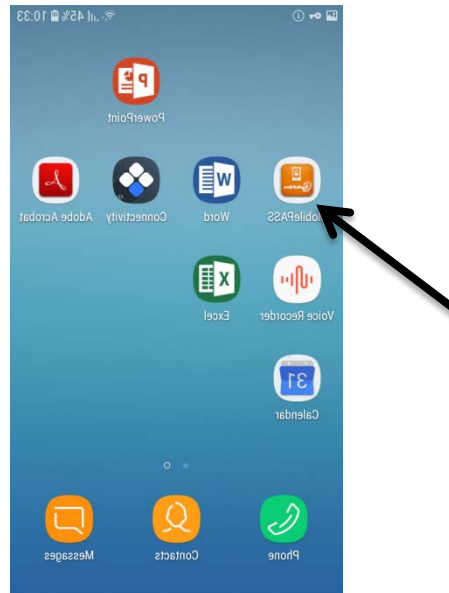 45% 10:33
P
PowerPoint
W
MobilePASS Word Connectivity Adobe Acrobat
X
Voice Recorder Excel
31
Calendar
Phone Contacts Messages